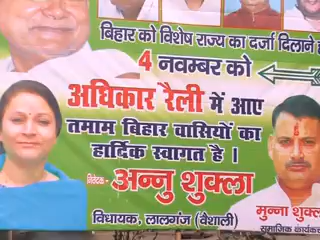 बिहार को विशेष राज्य का दर्जा दिलाने
4 नवम्बर को
अधिकार रैली में आए
तमाम बिहार वासियों का
हार्दिक स्वागत है ।
निवेदक-
अन्नु शुक्ला
विधायक, लालगंज (वैशाली)
मुन्ना शुक्ला
सामाजिक